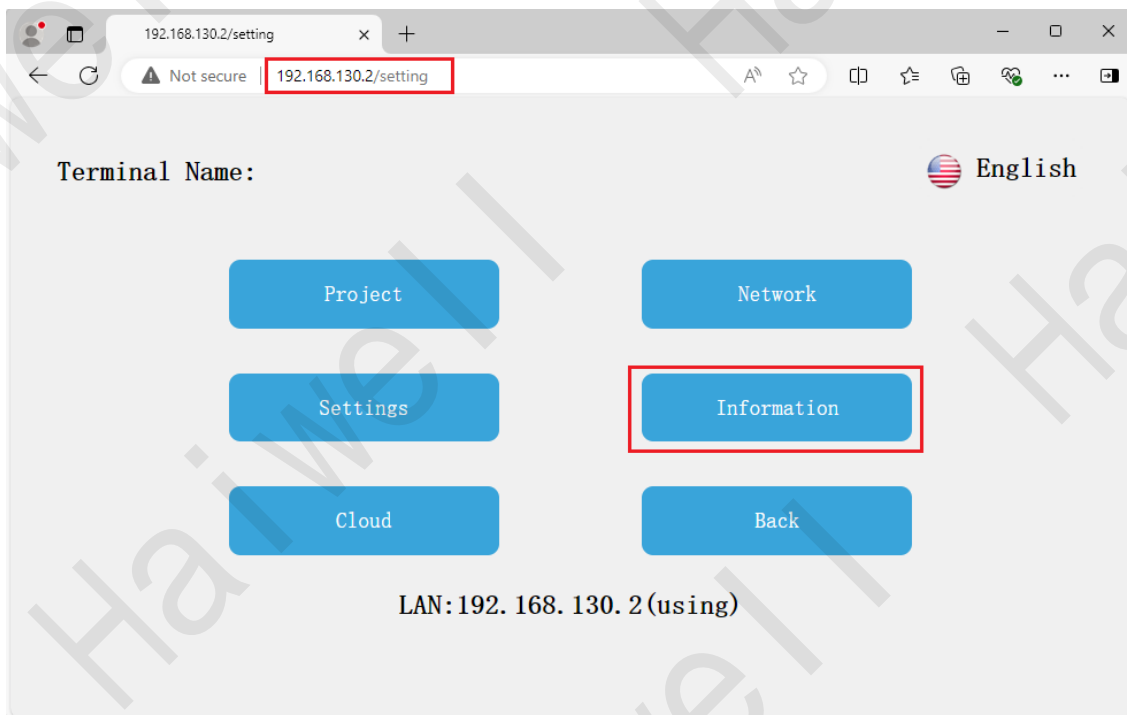 192.168.130.2/setting
Not secure 192.168.130.2/setting
Terminal Name:
English
Project
Network
Settings
Information
Cloud
Back
LAN:192.168.130.2(using)
Haiwell
Haiwell